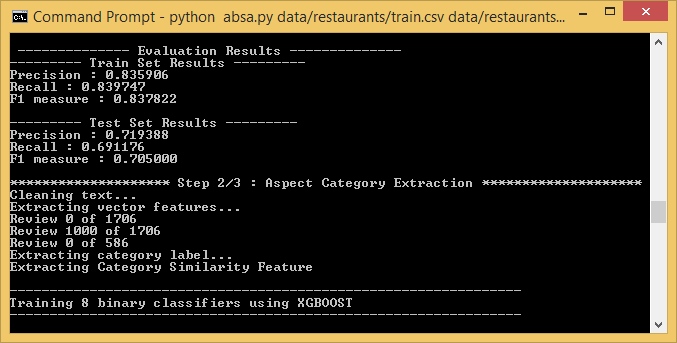 Command Prompt - python  absa.py data/restaurants/train.csv data/restaurants...
-------------- Evaluation Results --------------
--------- Train Set Results ---------
Precision : 0.835906
Recall : 0.839747
F1 measure : 0.837822
--------- Test Set Results ---------
Precision : 0.719388
Recall : 0.691176
F1 measure : 0.705000
******************** Step 2/3 : Aspect Category Extraction ********************
Cleaning text...
Extracting vector features...
Review 0 of 1706
Review 1000 of 1706
Review 0 of 586
Extracting category label...
Extracting Category Similarity Feature
----------------------------------------------------------------
Training 8 binary classifiers using XGBOOST
----------------------------------------------------------------